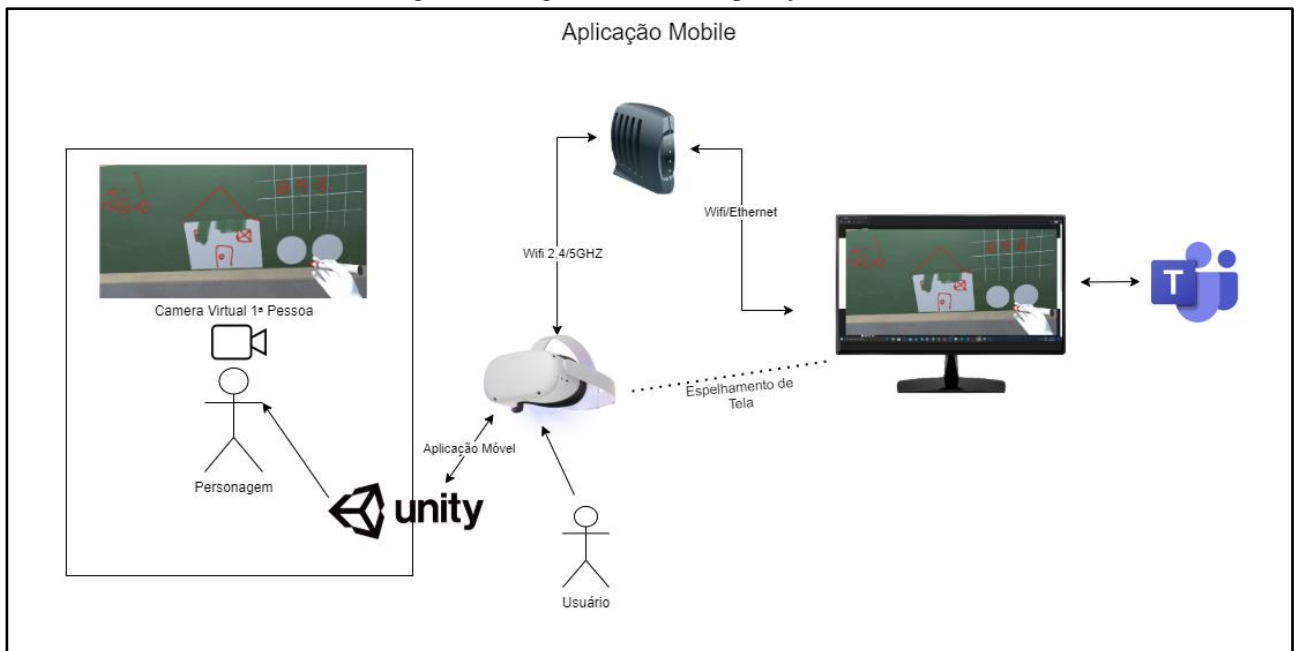 Aplicação Mobile
Wifi/Ethernet
Wifi 2,4/5GHZ
Camera Virtual 1ª Pessoa
T
Espelhamento de
Tela
Aplicação Móvel
Personagem
unity
Usuário